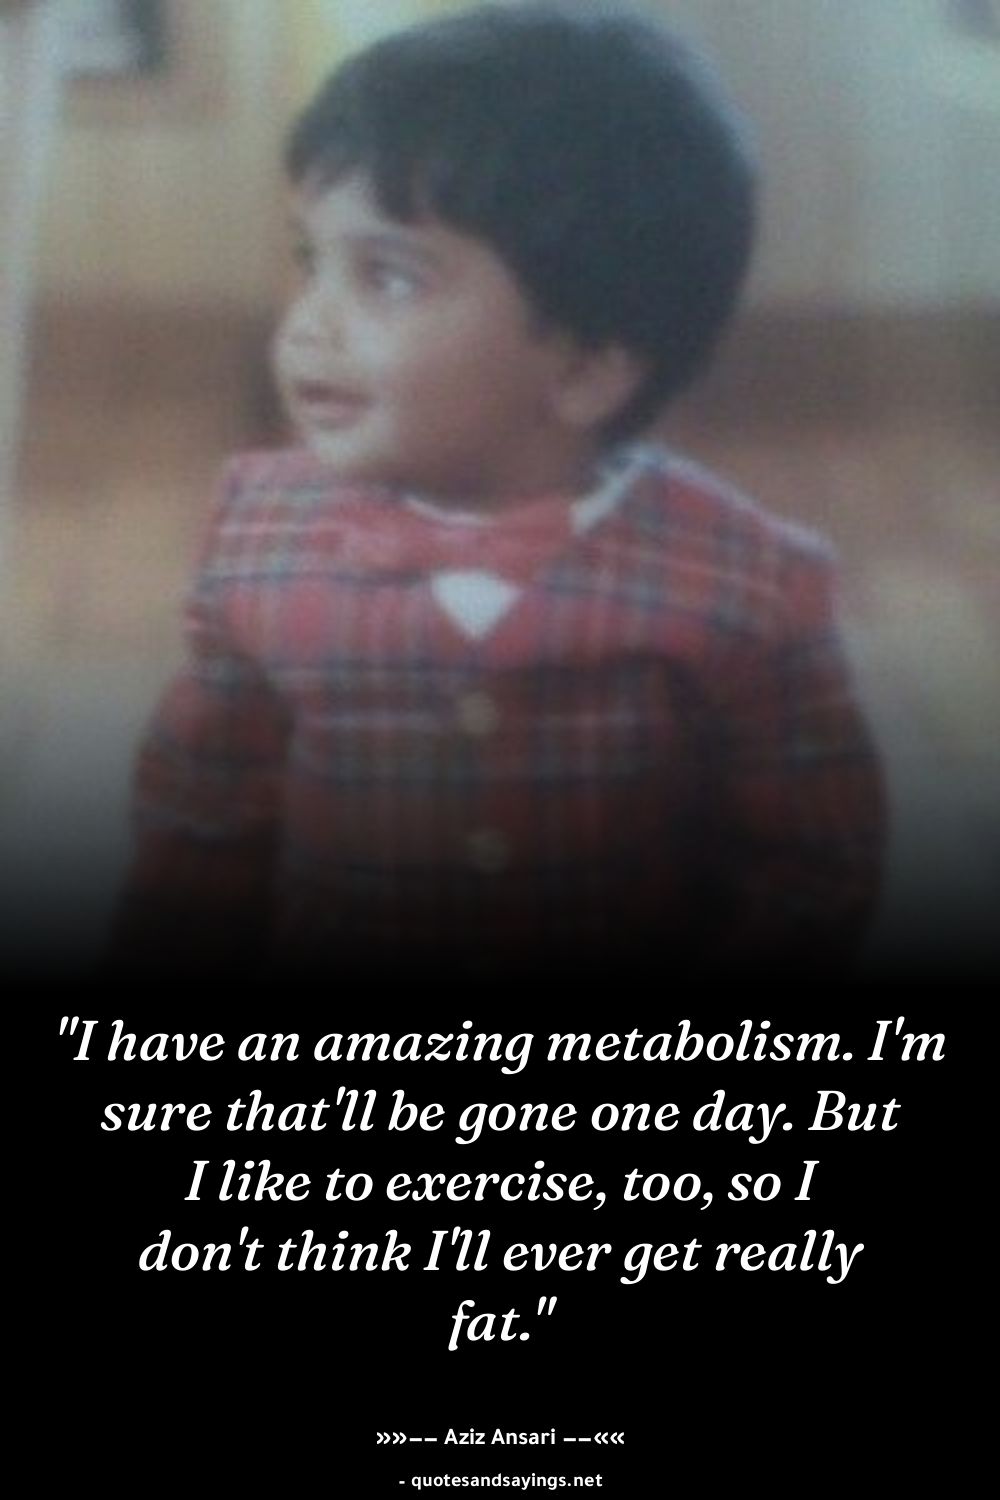 "I have an amazing metabolism. I'm
sure that'll be gone one day. But
I like to exercise, too, so I
don't think I'll ever get really
fat."
»»—— Aziz Ansari ——««
- quotesandsayings.net